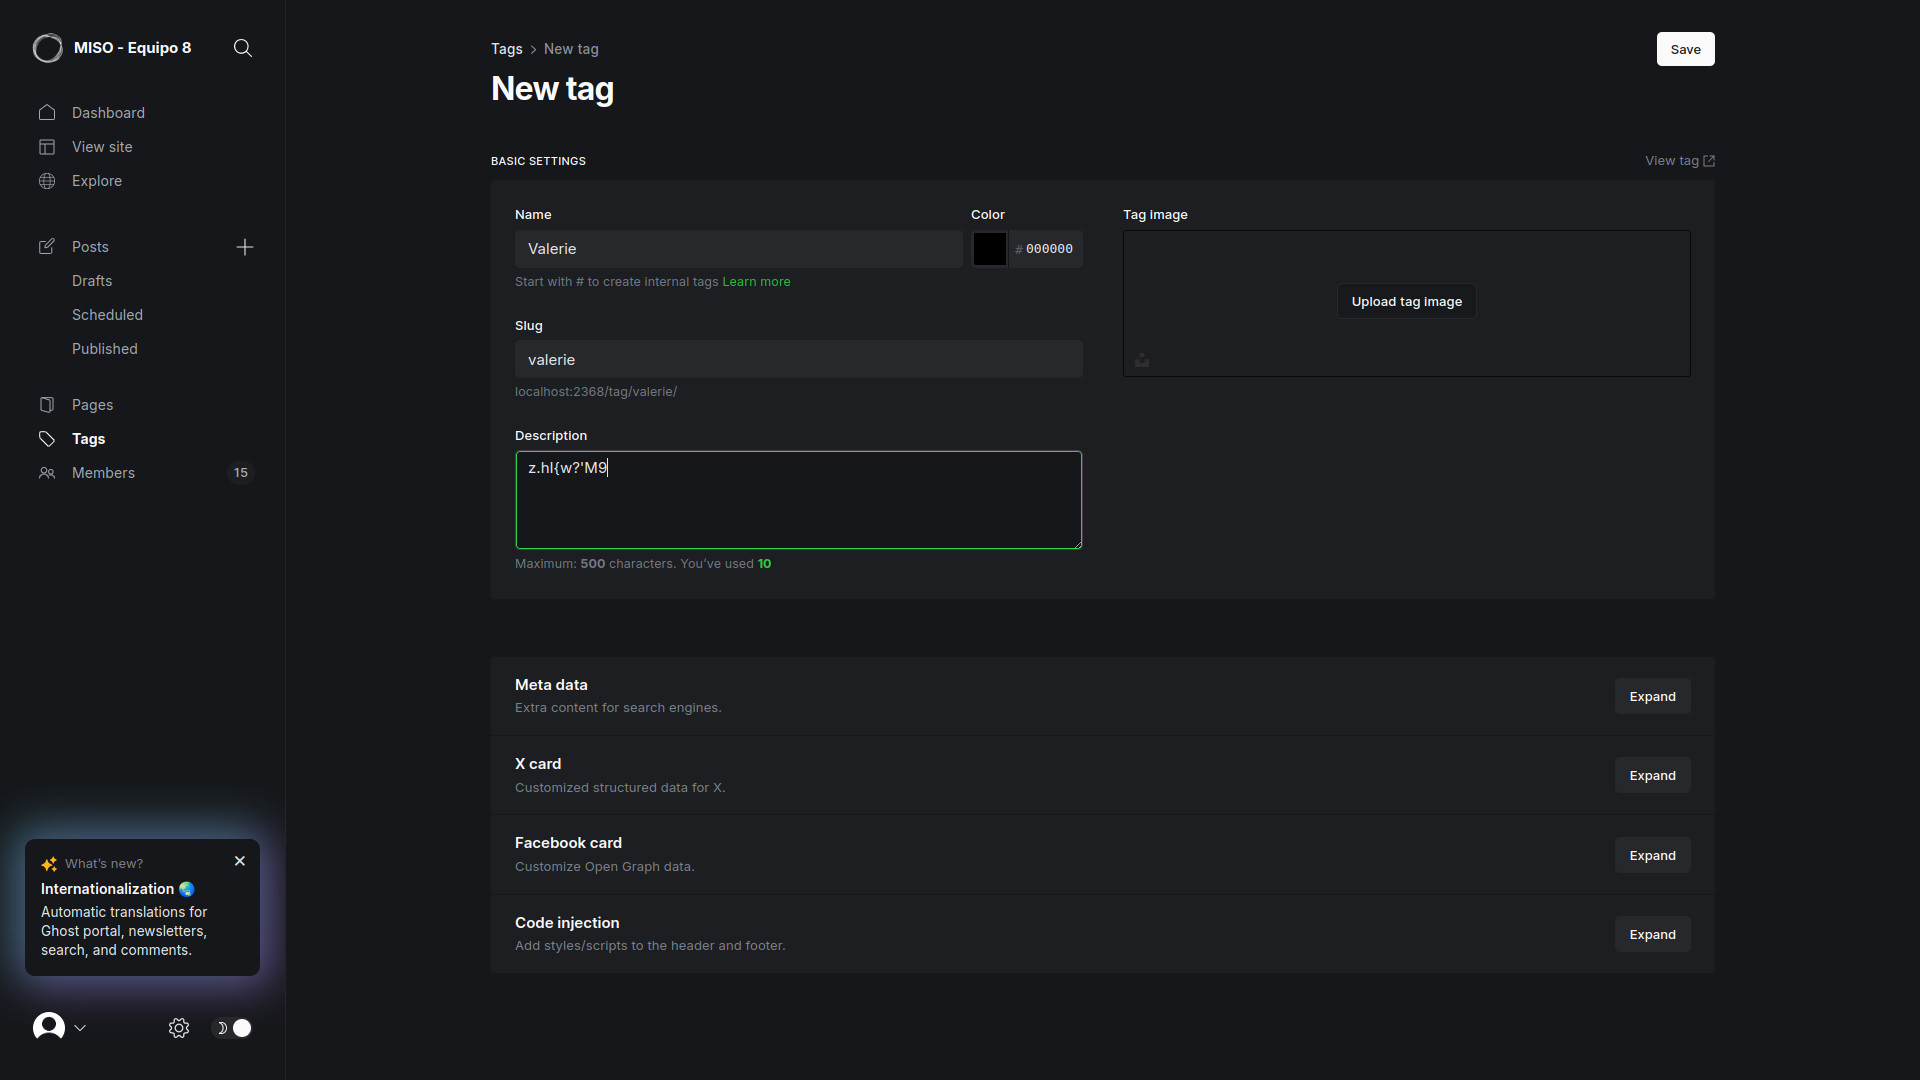 MISO - Equipo 8
Dashboard
View site
Explore
Posts
Drafts
Scheduled
Published
Pages
Tags
Members
15
What's new?
Internationalization 🌏
Automatic translations for
Ghost portal, newsletters,
search, and comments.
Tags > New tag
Save
New tag
BASIC SETTINGS
View tag
Name
Color
Tag image
Valerie
# 000000
Start with # to create internal tags Learn more
Upload tag image
Slug
valerie
localhost:2368/tag/valerie/
Description
z.hl{w?'M9
Maximum: 500 characters. You've used 10
Meta data
Extra content for search engines.
Expand
X card
Customized structured data for X.
Expand
Facebook card
Customize Open Graph data.
Expand
Code injection
Add styles/scripts to the header and footer.
Expand